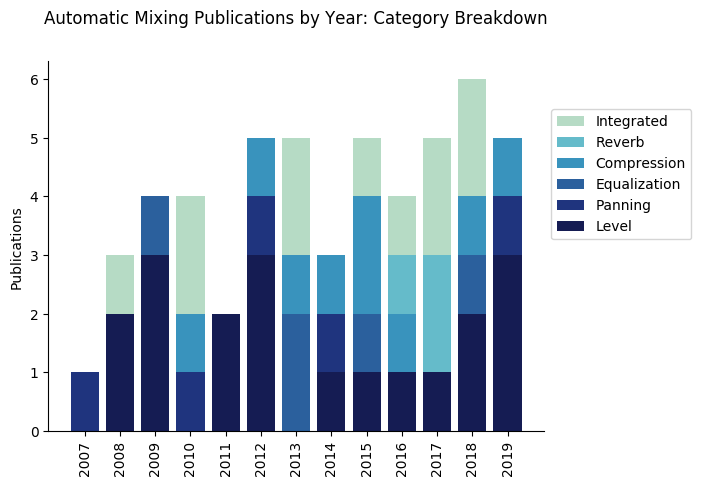 Automatic Mixing Publications by Year: Category Breakdown
6
5
4
3
2
1
0
Publications
2007
2008
2009
2010
2011
2012
2013
2014
2015
2016
2017
2018
2019
Integrated
Reverb
Compression
Equalization
Panning
Level